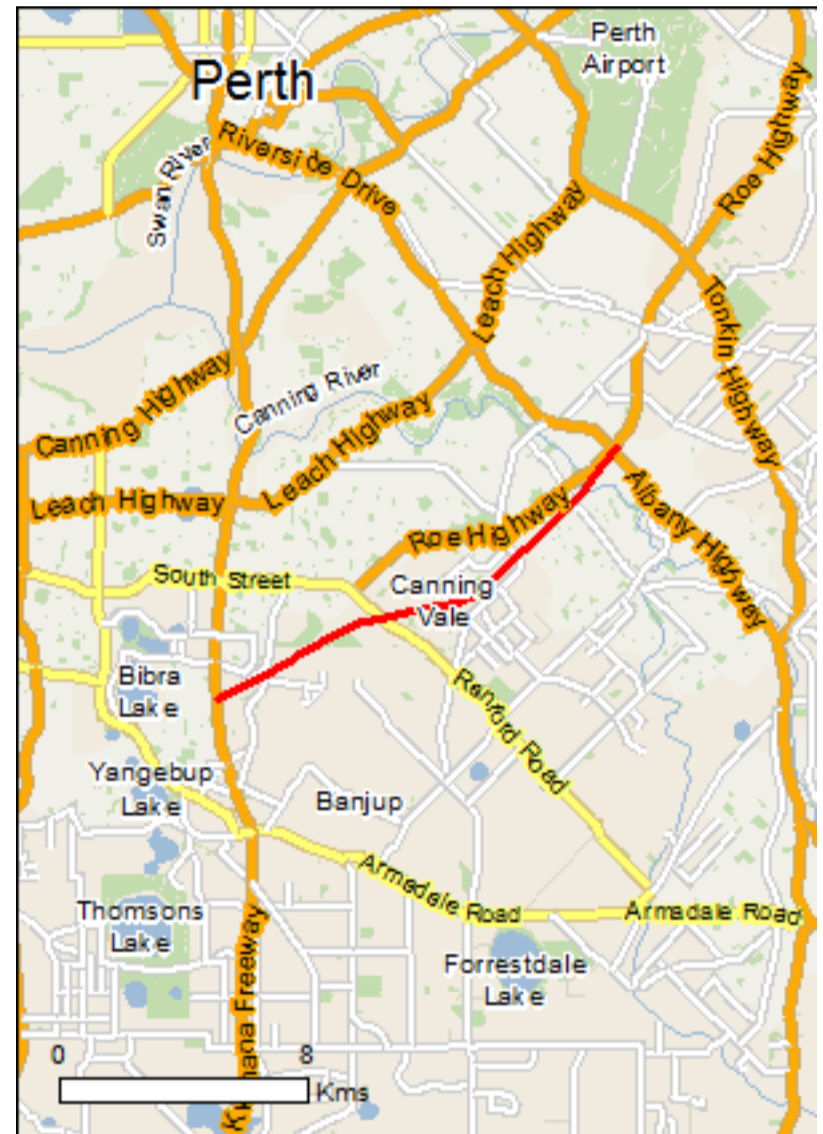 Perth
Airport
Perth
Riverside Drive
Swan River
Roe Highway
Leach Highway
Tonkin Highway
Canning River
Canning Highway
Leach Highway
Leach Highway
Roe Highway
Albany Highway
South Street
Canning
Vale
Bibra
Lake
Ranford Road
Yangebup
Lake
Banjup
Armadale Road
Armadale Road
Thomsons
Lake
Forrestdale
Lake
Freeway
0 8
Kms